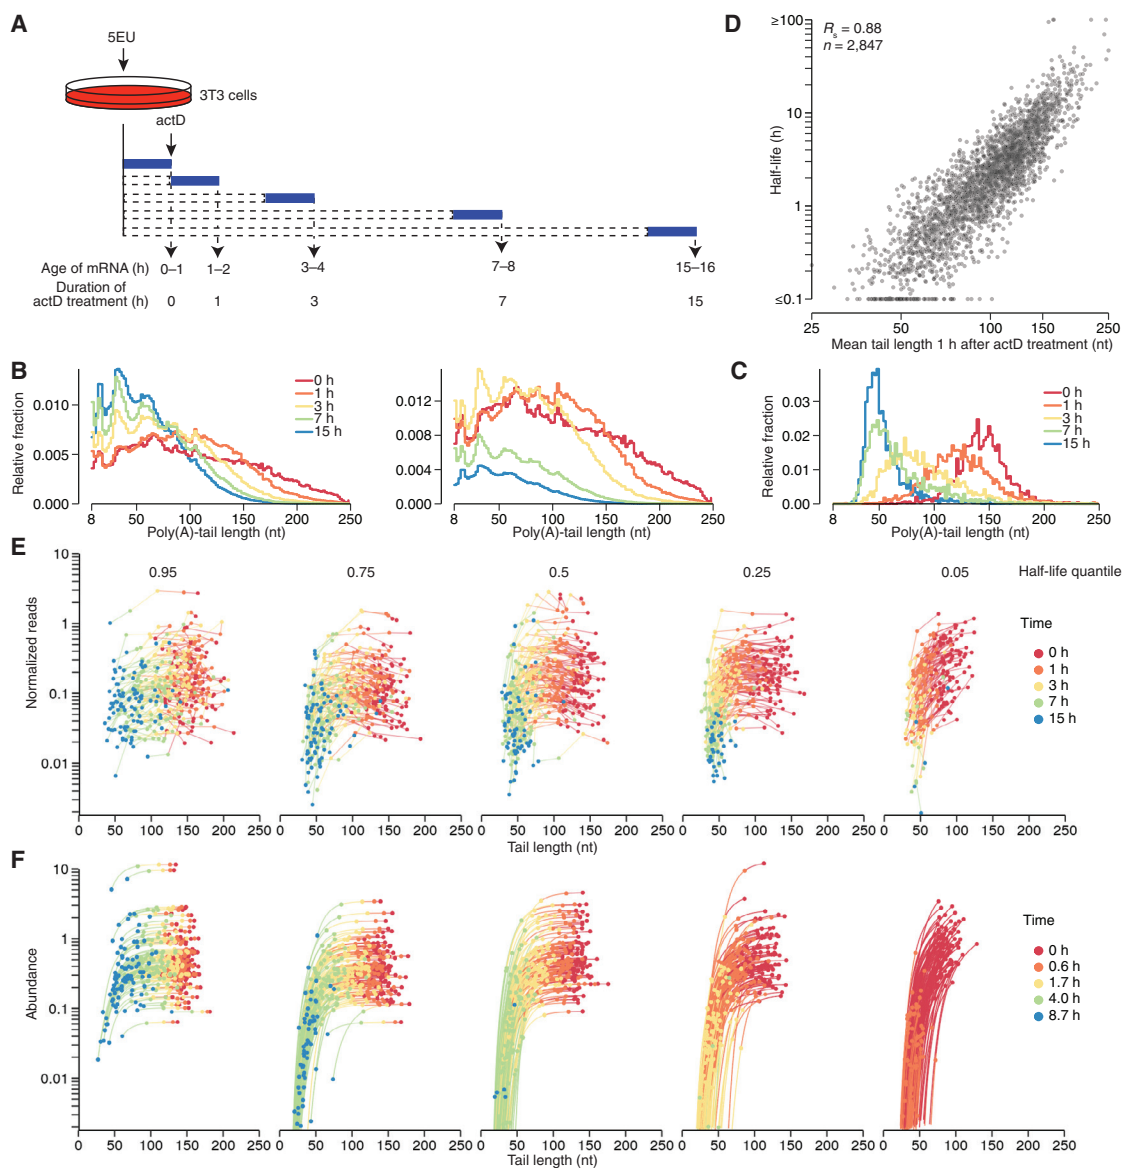 A
5EU
3T3 cells
actD
Age of mRNA (h) 0–1 1–2 3–4 7–8 15–16
Duration of
actD treatment (h) 0 1 3 7 15
D
Rs = 0.88
n = 2,847
Half-life (h)
≥100
10
1
≤0.1
25 50 100 150 250
Mean tail length 1 h after actD treatment (nt)
B
Relative fraction
0.010
0.005
0.000
0 h
1 h
3 h
7 h
15 h
8 50 100 150 200 250
Poly(A)-tail length (nt)
0.012
0.008
0.004
0.000
8 50 100 150 200 250
Poly(A)-tail length (nt)
C
Relative fraction
0.03
0.02
0.01
0.00
0 h
1 h
3 h
7 h
15 h
8 50 100 150 200 250
Poly(A)-tail length (nt)
E
0.95 0.75 0.5 0.25 0.05 Half-life quantile
Normalized reads
10
1
0.1
0.01
Time
0 h
1 h
3 h
7 h
15 h
0 50 100 150 200 250 0 50 100 150 200 250 0 50 100 150 200 250 0 50 100 150 200 250 0 50 100 150 200 250
Tail length (nt)
F
Abundance
10
1
0.1
0.01
Time
0 h
0.6 h
1.7 h
4.0 h
8.7 h
0 50 100 150 200 250 0 50 100 150 200 250 0 50 100 150 200 250 0 50 100 150 200 250 0 50 100 150 200 250
Tail length (nt)